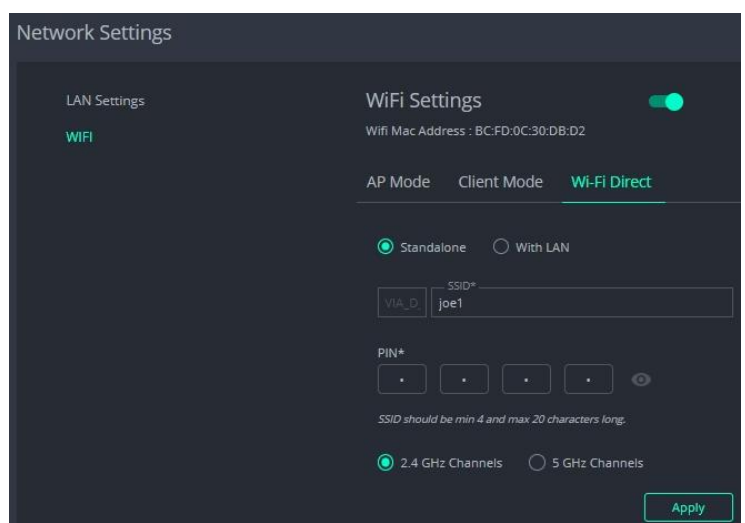 Network Settings
LAN Settings
WIFI
WiFi Settings
Wifi Mac Address : BC:FD:0C:30:DB:D2
AP Mode Client Mode Wi-Fi Direct
Standalone With LAN
SSID*
VIA_D_ joe1
PIN*
SSID should be min 4 and max 20 characters long.
2.4 GHz Channels 5 GHz Channels
Apply